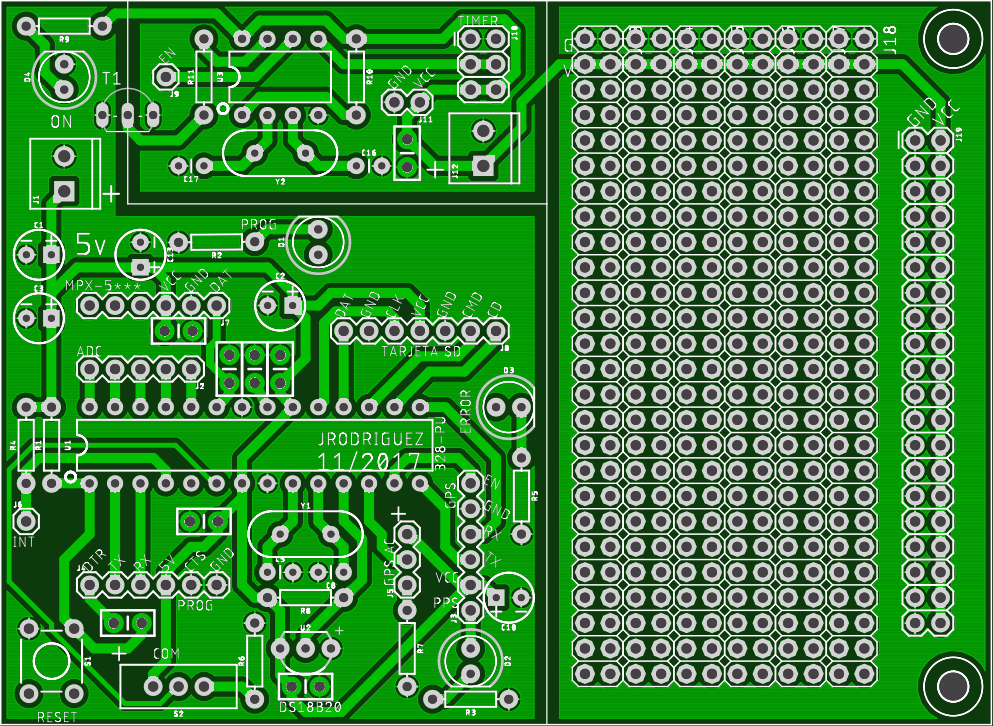 R9
D4
T1
ON
EN
J9
R11
U3
R10
TIMER
J10
GND
VCC
J11
J12
C17
Y2
C16
J1
+
+
G
V
J18
GND
VCC
J19
C1
5v
PROG
R2
D1
C3
MPX-5***
VCC
GND
DAT
J7
C2
DAT
GND
CLK
VCC
GND
CMD
CD
TARJETA SD
J8
ADC
J2
D3
ERROR
R4
R1
U1
JRODRIGUEZ
11/2017
328-PU
J6
INT
GPS
EN
GND
RX
TX
VCC
PPS
J3
R5
Y1
C8
R8
+
GPS AC
J5
DTR
TX
RX
5V
CTS
GND
PROG
C10
S1
RESET
+
COM
S2
R6
U2
+
DS18B20
R7
D2
R3